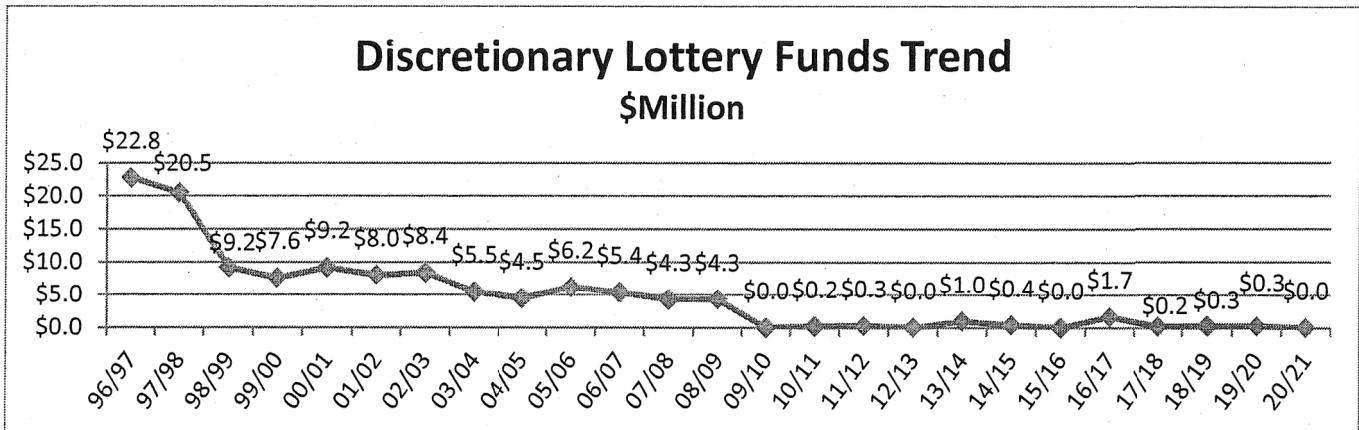 Discretionary Lottery Funds Trend
$Million
$22.8
$20.5
$9.2 $7.6 $9.2 $8.0 $8.4 $5.5 $4.5 $6.2 $5.4 $4.3 $4.3 $0.0 $0.2 $0.3 $0.0 $1.0 $0.4 $0.0 $1.7 $0.2 $0.3 $0.3 $0.0
$25.0
$20.0
$15.0
$10.0
$5.0
$0.0
96/97 97/98 98/99 99/00 00/01 01/02 02/03 03/04 04/05 05/06 06/07 07/08 08/09 09/10 10/11 11/12 12/13 13/14 14/15 15/16 16/17 17/18 18/19 19/20 20/21